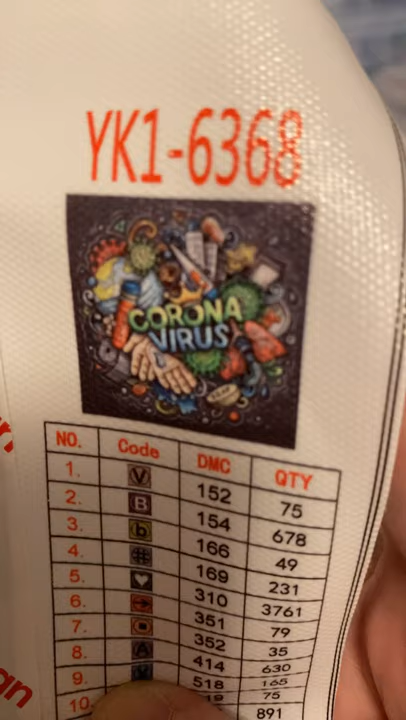 YK1-6368
CORONA
VIRUS
NO. Code DMC QTY
1. V 152 75
2. B 154 678
3. b 166 49
4. # 169 231
5. ♥ 310 3761
6. → 351 79
7. 352 35
8. A 414 630
9. 518 165
10 75
891